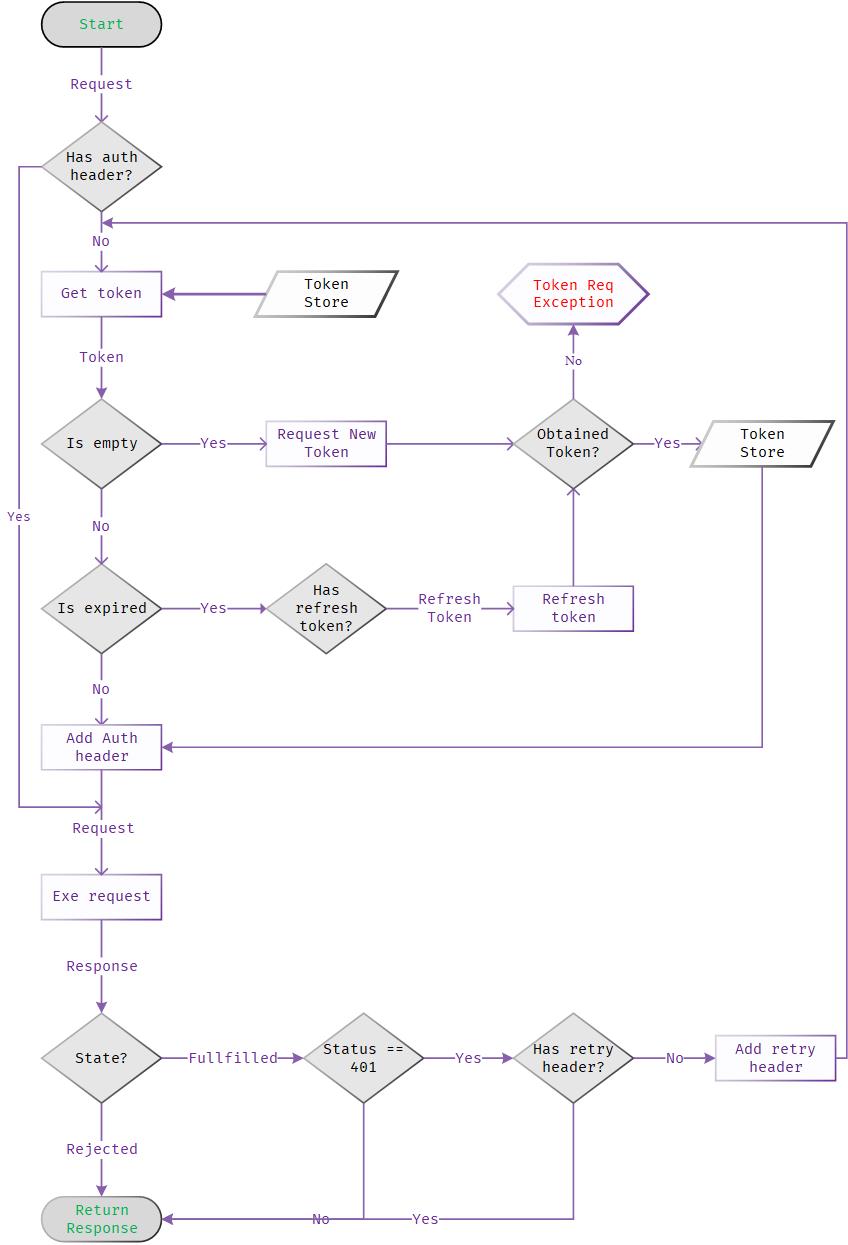 Start
Request
Has auth
header?
No
Get token
Token
Store
Token Req
Exception
Token
No
Is empty
Yes
Request New
Token
Obtained
Token?
Yes
Token
Store
Yes
No
Is expired
Yes
Has
refresh
token?
Refresh
Token
Refresh
token
No
Add Auth
header
Request
Exe request
Response
State?
Fullfilled
Status ==
401
Yes
Has retry
header?
No
Add retry
header
Rejected
Return
Response
No
Yes